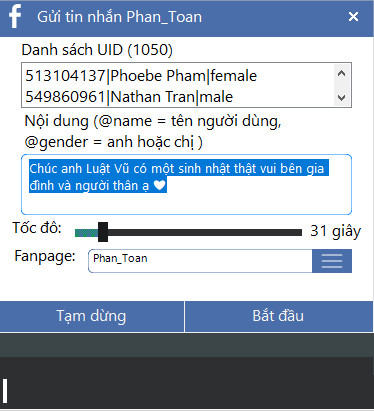 f Gửi tin nhắn Phan_Toan ×
Danh sách UID (1050)
513104137|Phoebe Pham|female
549860961|Nathan Tran|male
Nội dung (@name = tên người dùng,
@gender = anh hoặc chị )
Chúc anh Luật Vũ có một sinh nhật thật vui bên gia
đình và người thân ạ ♥
Tốc đô: 31 giây
Fanpage: Phan_Toan
Tạm dừng Bắt đầu